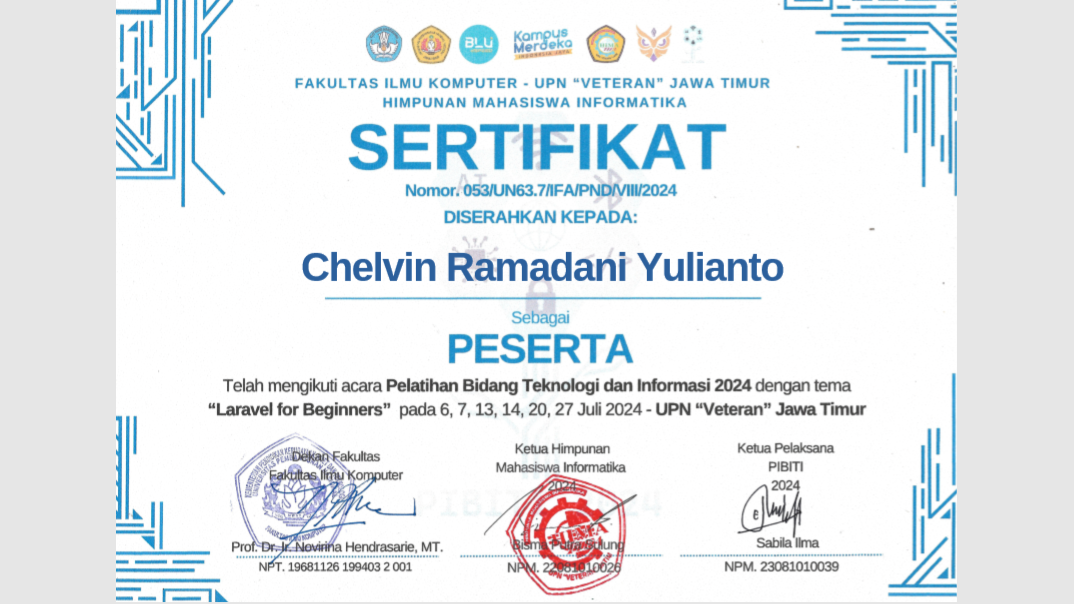 BLU
Kampus
Merdeka
INDONESIA JAYA
FAKULTAS ILMU KOMPUTER - UPN “VETERAN” JAWA TIMUR
HIMPUNAN MAHASISWA INFORMATIKA
SERTIFIKAT
Nomor. 053/UN63.7/IFA/PND/VIII/2024
DISERAHKAN KEPADA:
Chelvin Ramadani Yulianto
Sebagai
PESERTA
Telah mengikuti acara Pelatihan Bidang Teknologi dan Informasi 2024 dengan tema
“Laravel for Beginners” pada 6, 7, 13, 14, 20, 27 Juli 2024 - UPN “Veteran” Jawa Timur
Dekan Fakultas
Fakultas Ilmu Komputer
Prof. Dr. Ir. Novirina Hendrasarie, MT.
NPT. 19681126 199403 2 001
Ketua Himpunan
Mahasiswa Informatika
2024
NPM.
Ketua Pelaksana
PIBITI
2024
Sabila Ilma
NPM. 23081010039
PIBITI 2024